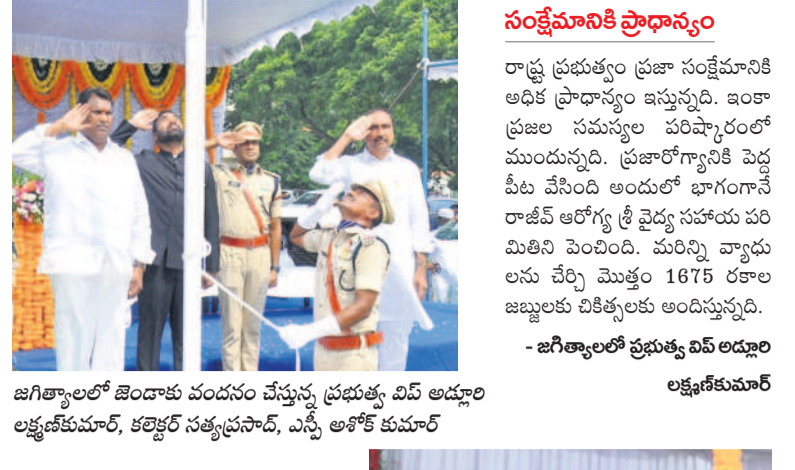 సంక్షేమానికి ప్రాధాన్యం
రాష్ట్ర ప్రభుత్వం ప్రజా సంక్షేమానికి
అధిక ప్రాధాన్యం ఇస్తున్నది. ఇంకా
ప్రజల సమస్యల పరిష్కారంలో
ముందున్నది. ప్రజారోగ్యానికి పెద్ద
పీట వేసింది అందులో భాగంగానే
రాజీవ్ ఆరోగ్య శ్రీ వైద్య సహాయ పరి
మితిని పెంచింది. మరిన్ని వ్యాధు
లను చేర్చి మొత్తం 1675 రకాల
జబ్బులకు చికిత్సలకు అందిస్తున్నది.
- జగిత్యాలలో ప్రభుత్వ విప్ అడ్లూరి
లక్ష్మణ్‌కుమార్
జగిత్యాలలో జెండాకు వందనం చేస్తున్న ప్రభుత్వ విప్ అడ్లూరి
లక్ష్మణ్‌కుమార్, కలెక్టర్ సత్యప్రసాద్, ఎస్పీ అశోక్ కుమార్